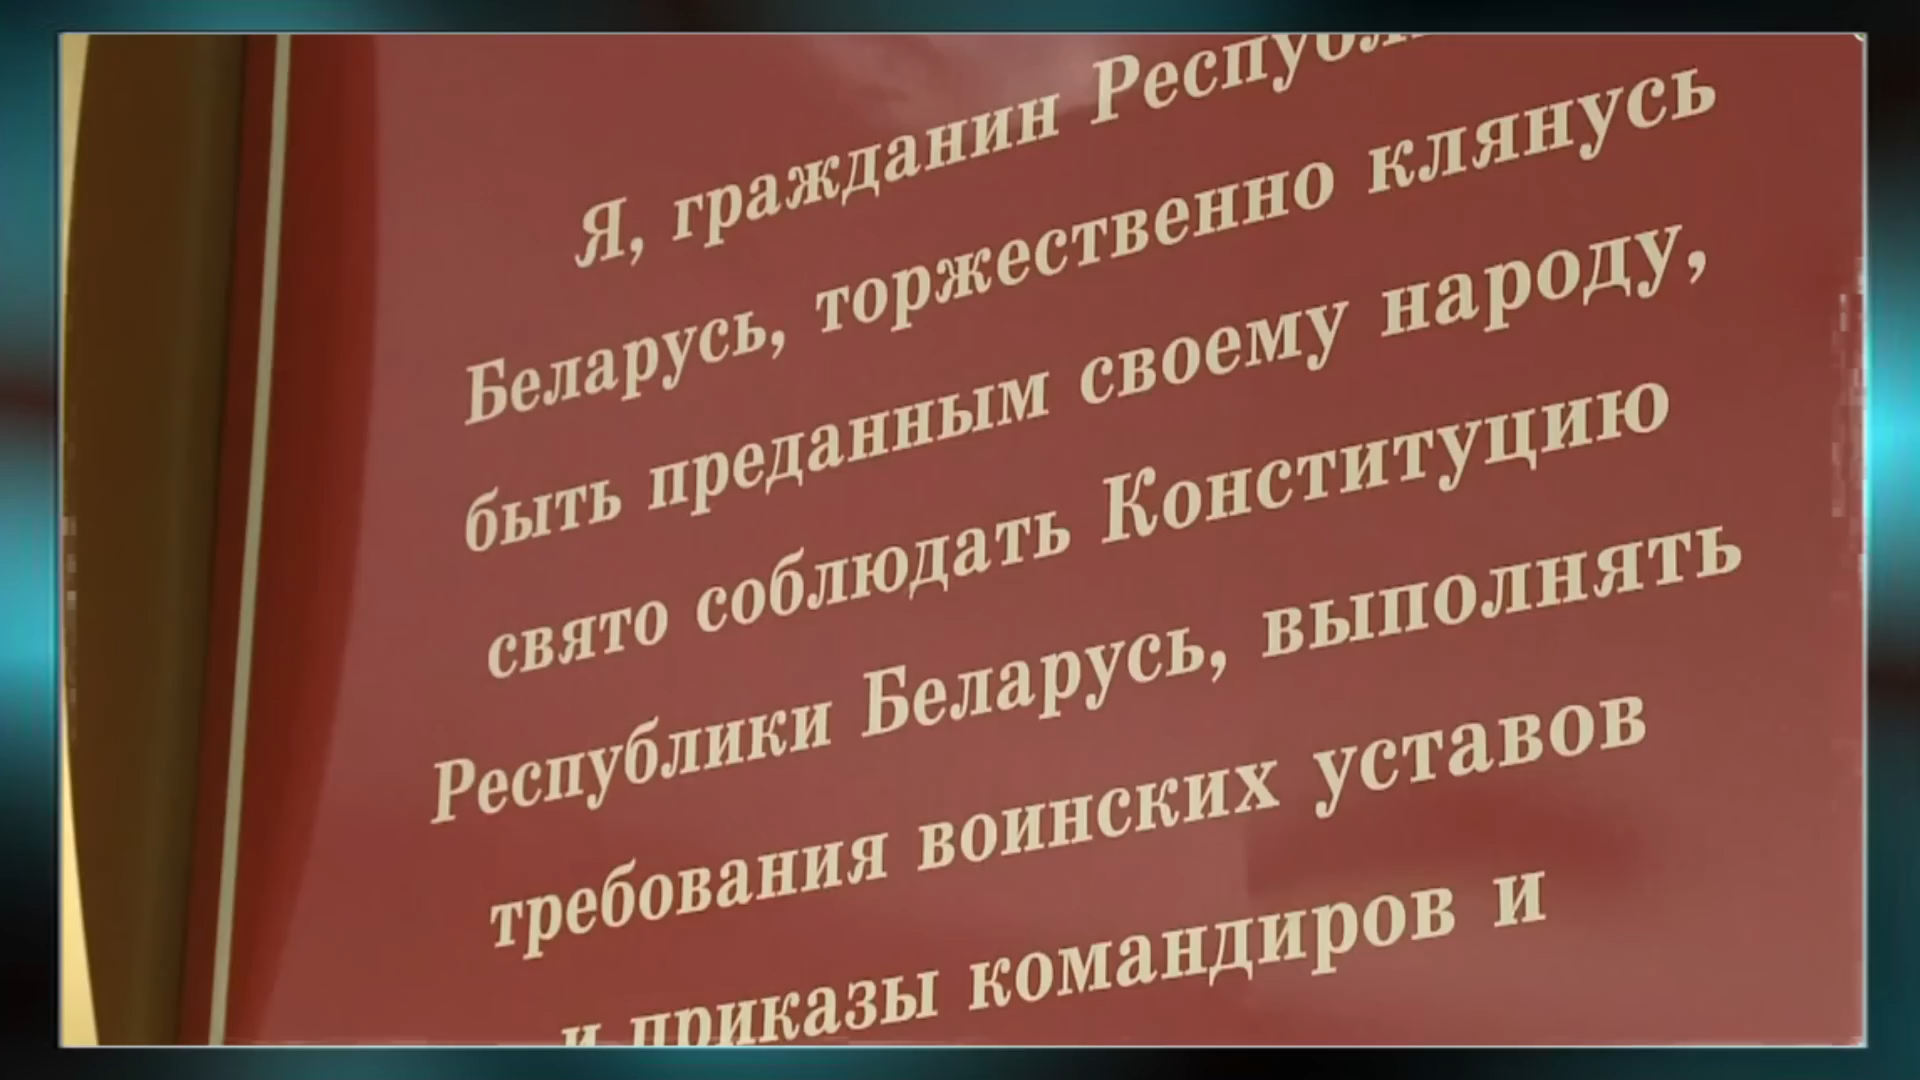 Я, гражданин
Беларусь, торжественно клянусь
быть преданным своему народу,
свято соблюдать Конституцию
Республики Беларусь, выполнять
требования воинских уставов
и приказы командиров и